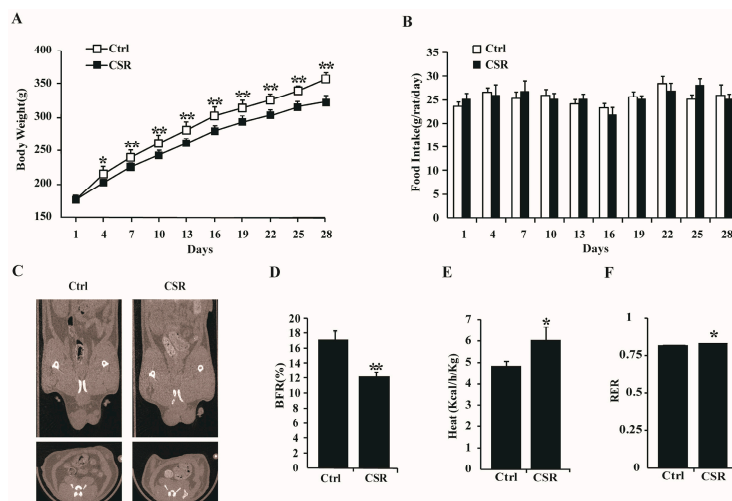 A
Ctrl
CSR
Body Weight(g)
400
350
300
250
200
150
* ** ** ** ** ** ** ** **
1 4 7 10 13 16 19 22 25 28
Days
B
Ctrl
CSR
Food Intake(g/rat/day)
35
30
25
20
15
10
5
0
1 4 7 10 13 16 19 22 25 28
Days
C
Ctrl CSR
D
BFR(%)
20
18
16
14
12
10
8
6
4
2
0
**
Ctrl CSR
E
Heat (Kcal/h/Kg)
7
6
5
4
3
2
1
0
*
Ctrl CSR
F
RER
1
0.75
0.5
0.25
0
*
Ctrl CSR